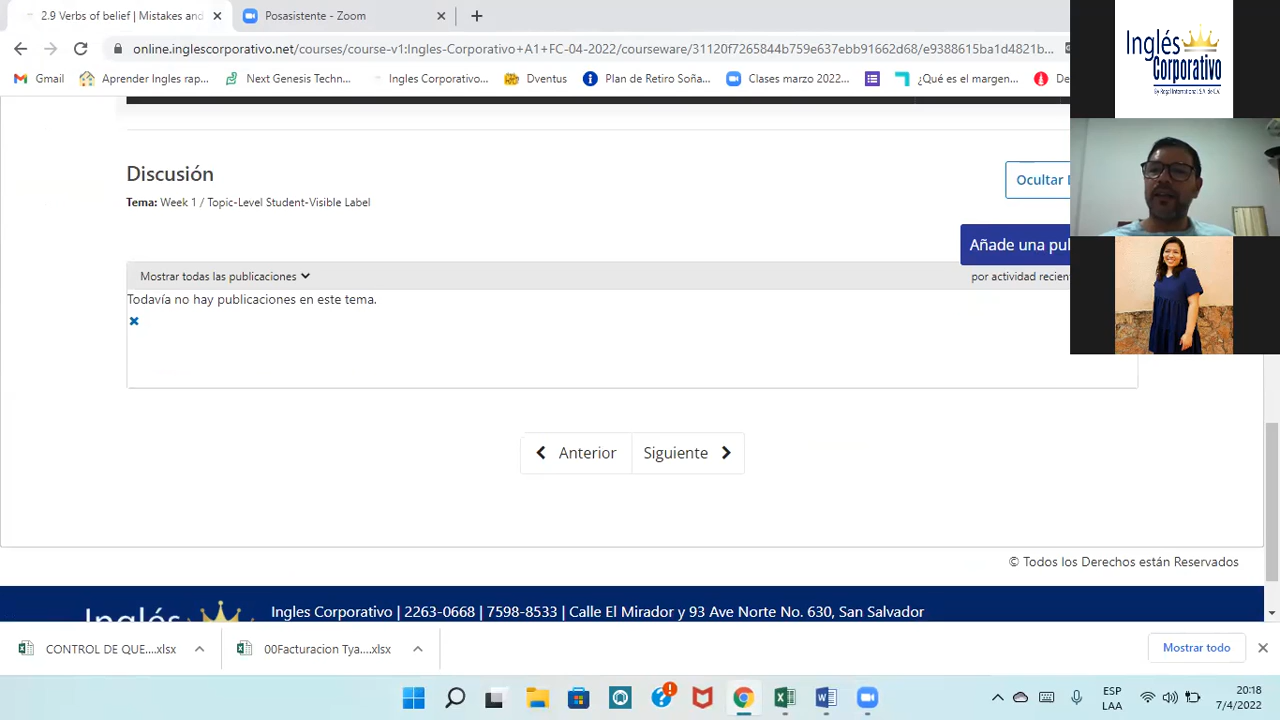 2.9 Verbs of belief | Mistakes and
Posasistente - Zoom
online.inglescorporativo.net/courses/course-v1:Ingles-Corporativo+A1+FC-04-2022/courseware/31120f7265844b759e637ebb91662d68/e9388615ba1d4821b...
Gmail
Aprender Ingles rap...
Next Genesis Techn...
Ingles Corporativo...
Dventus
Plan de Retiro Soña...
Clases marzo 2022...
¿Qué es el margen...
De
Inglés
Corporativo
Discusión
Ocultar
Tema: Week 1 / Topic-Level Student-Visible Label
Añade una pu
Mostrar todas las publicaciones
por actividad recien
Todavía no hay publicaciones en este tema.
Anterior
Siguiente
© Todos los Derechos están Reservados
Inglés
Ingles Corporativo | 2263-0668 | 7598-8533 | Calle El Mirador y 93 Ave Norte No. 630, San Salvador
CONTROL DE QUE....xlsx
00Facturacion Tya....xlsx
Mostrar todo
ESP
LAA
20:18
7/4/2022